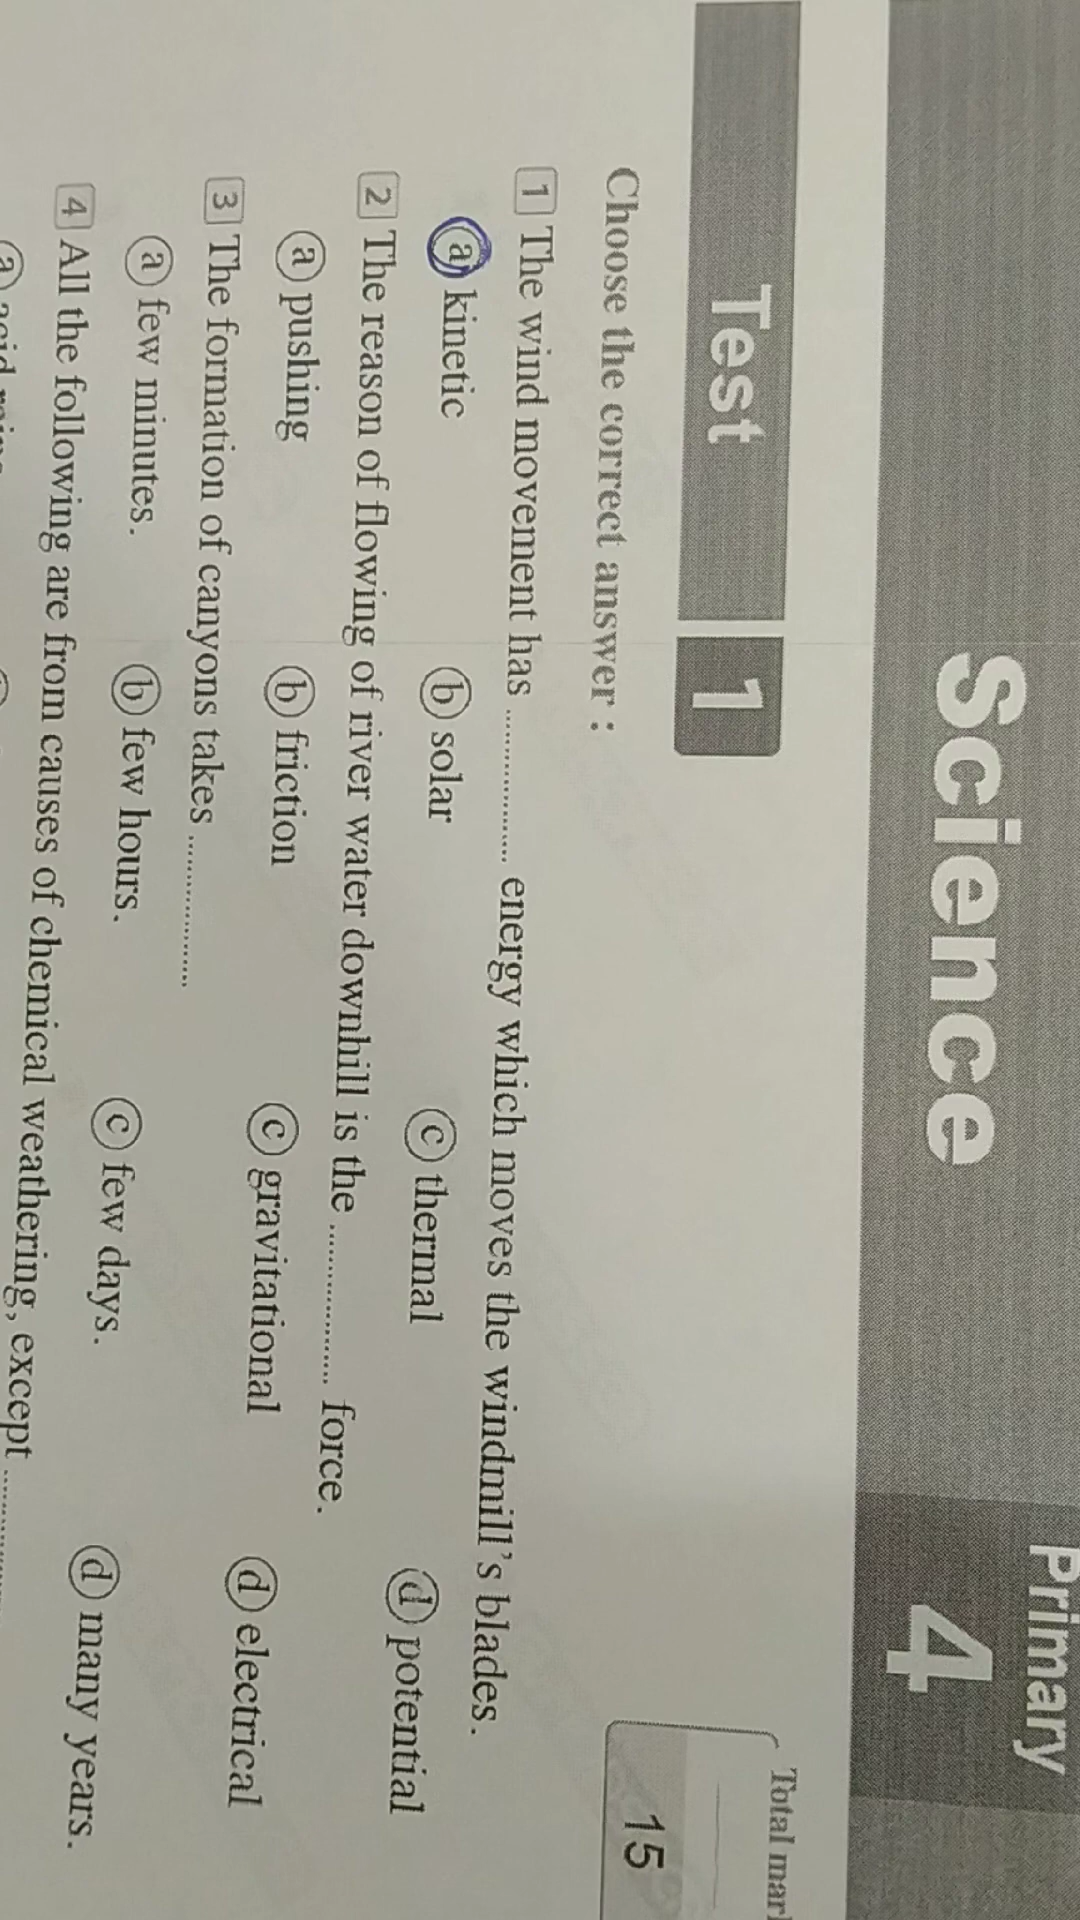 Science
Primary
4
Test 1
Total
15
Choose the correct answer :
1 The wind movement has ............... energy which moves the windmill's blades.
a kinetic b solar c thermal d potential
2 The reason of flowing of river water downhill is the ............... force.
a pushing b friction c gravitational d electrical
3 The formation of canyons takes ...............
a few minutes. b few hours. c few days. d many years.
4 All the following are from causes of chemical weathering, except ...............